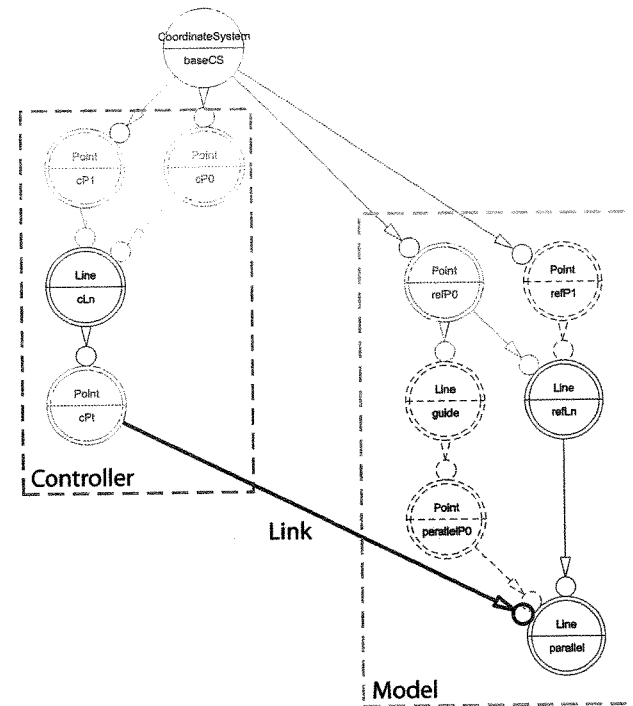 CoordinateSystem
baseCS
Point
cP1
Point
cP0
Line
cLn
Point
cPt
Controller
Link
Point
refP0
Point
refP1
Line
guide
Line
refLn
Point
parallelP0
Line
parallel
Model